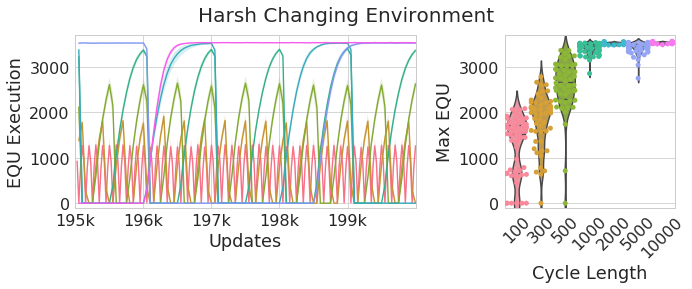 Harsh Changing Environment
EQU Execution
3000
2000
1000
0
195k 196k 197k 198k 199k
Updates
Max EQU
3000
2000
1000
0
100 300 500 1000 2000 5000 10000
Cycle Length